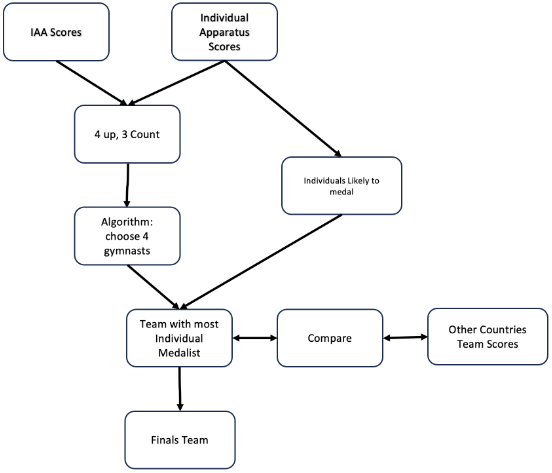 IAA Scores
Individual
Apparatus
Scores
4 up, 3 Count
Individuals Likely to
medal
Algorithm:
choose 4
gymnasts
Team with most
Individual
Medalist
Compare
Other Countries
Team Scores
Finals Team